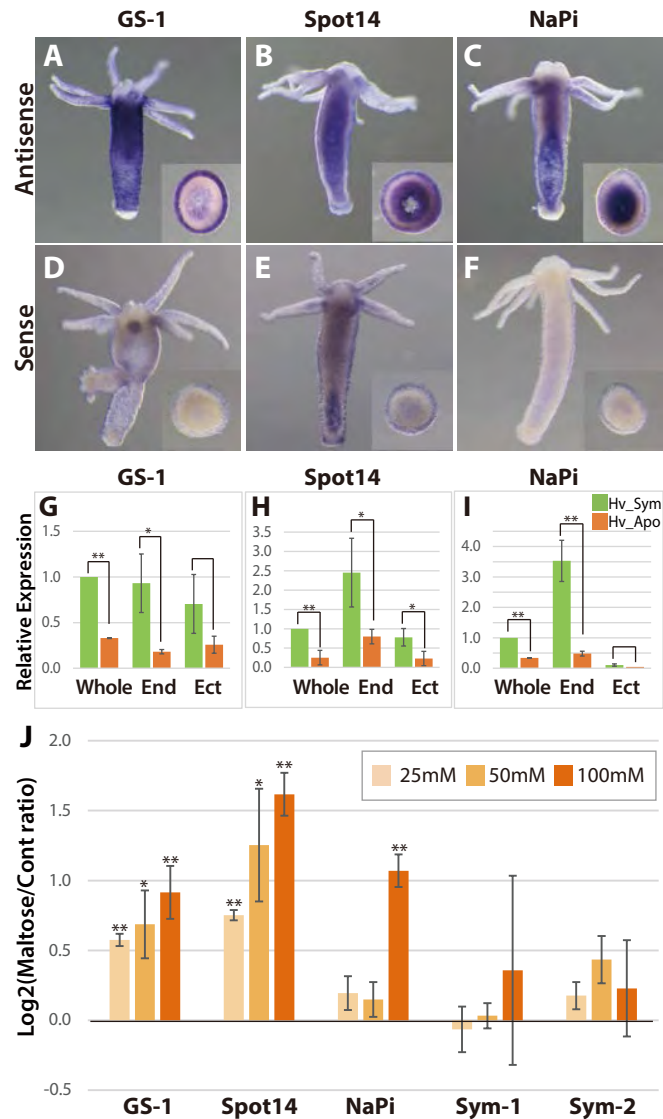 GS-1 Spot14 NaPi
A B C
Antisense
D E F
Sense
GS-1 Spot14 NaPi
G H I
Hv_Sym
Hv_Apo
Relative Expression
1.5
1.0
0.5
0.0
** *
Whole End Ect
3.5
3.0
2.5
2.0
1.5
1.0
0.5
0.0
** * *
Whole End Ect
4.0
3.0
2.0
1.0
0.0
** **
Whole End Ect
J
Log2(Maltose/Cont ratio)
2.0
1.5
1.0
0.5
0.0
-0.5
25mM 50mM 100mM
** * ** ** * ** **
GS-1 Spot14 NaPi Sym-1 Sym-2